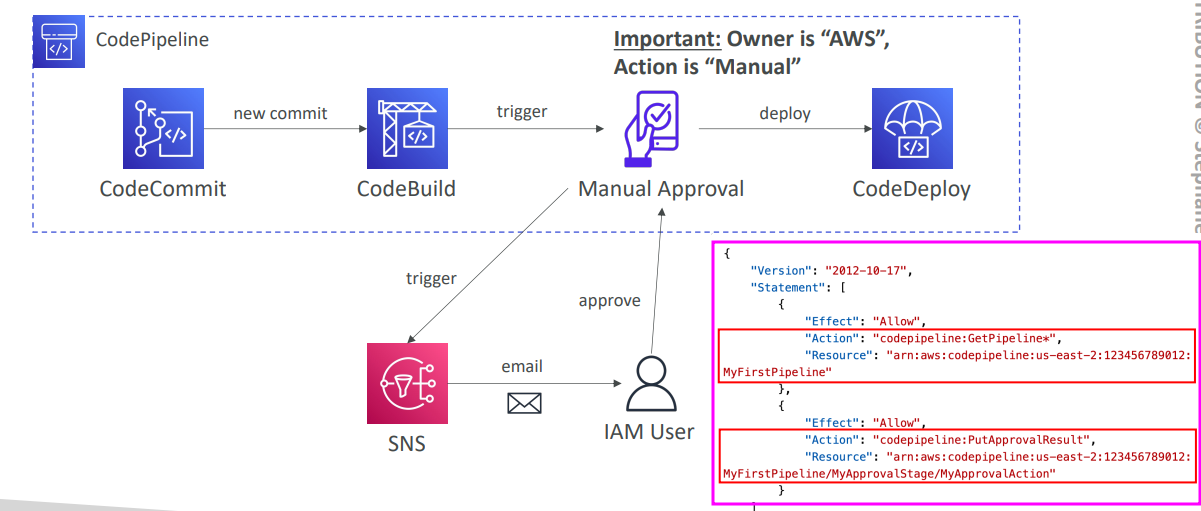 CodePipeline
Important: Owner is “AWS”,
Action is “Manual”
new commit
trigger
deploy
CodeCommit
CodeBuild
Manual Approval
CodeDeploy
trigger
approve
email
SNS
IAM User
{
"Version": "2012-10-17",
"Statement": [
{
"Effect": "Allow",
"Action": "codepipeline:GetPipeline*",
"Resource": "arn:aws:codepipeline:us-east-2:123456789012:
MyFirstPipeline"
},
{
"Effect": "Allow",
"Action": "codepipeline:PutApprovalResult",
"Resource": "arn:aws:codepipeline:us-east-2:123456789012:
MyFirstPipeline/MyApprovalStage/MyApprovalAction"
}
]
© Stephane